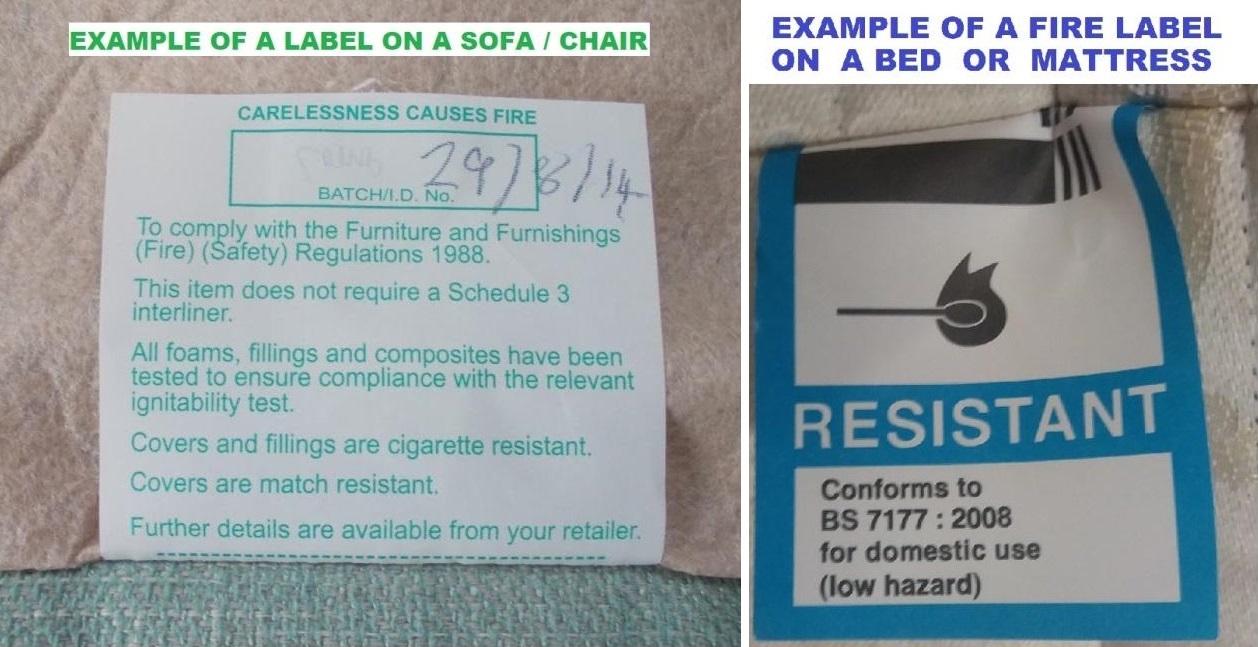 EXAMPLE OF A LABEL ON A SOFA / CHAIR
CARELESSNESS CAUSES FIRE
29/8/14
BATCH/I.D. No.
To comply with the Furniture and Furnishings
(Fire) (Safety) Regulations 1988.
This item does not require a Schedule 3
interliner.
All foams, fillings and composites have been
tested to ensure compliance with the relevant
ignitability test.
Covers and fillings are cigarette resistant.
Covers are match resistant.
Further details are available from your retailer.
EXAMPLE OF A FIRE LABEL
ON A BED OR MATTRESS
RESISTANT
Conforms to
BS 7177 : 2008
for domestic use
(low hazard)